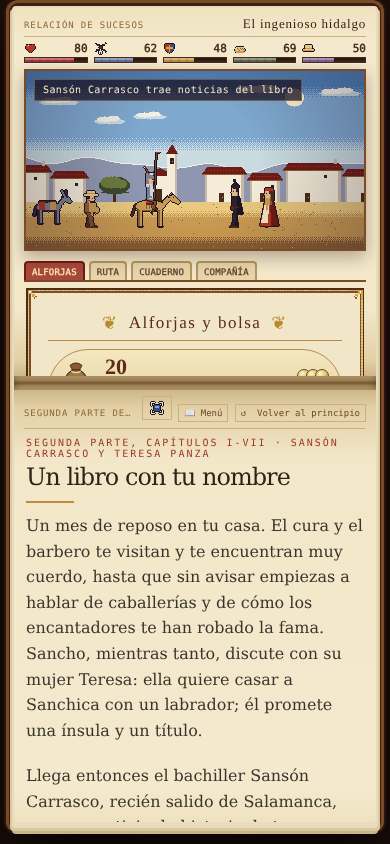 RELACIÓN DE SUCESOS
El ingenioso hidalgo
80 62 48 69 50
Sansón Carrasco trae noticias del libro
ALFORJAS RUTA CUADERNO COMPAÑÍA
Alforjas y bolsa
20
SEGUNDA PARTE DE…
Menú
↺ Volver al principio
SEGUNDA PARTE, CAPÍTULOS I-VII · SANSÓN
CARRASCO Y TERESA PANZA
Un libro con tu nombre
Un mes de reposo en tu casa. El cura y el
barbero te visitan y te encuentran muy
cuerdo, hasta que sin avisar empiezas a
hablar de caballerías y de cómo los
encantadores te han robado la fama.
Sancho, mientras tanto, discute con su
mujer Teresa: ella quiere casar a
Sanchica con un labrador; él promete
una ínsula y un título.
Llega entonces el bachiller Sansón
Carrasco, recién salido de Salamanca,